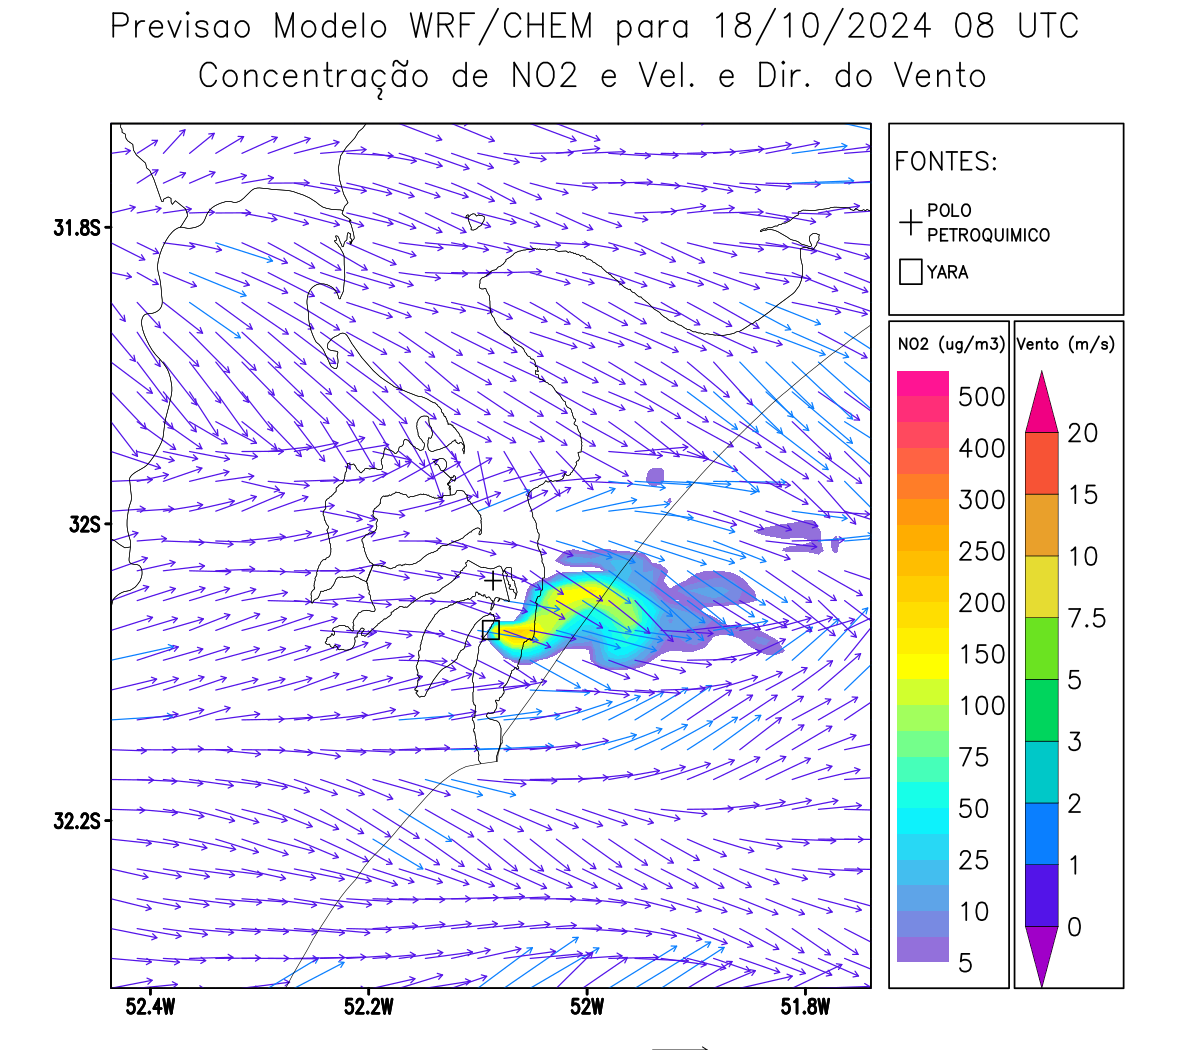 Previsao Modelo WRF/CHEM para 18/10/2024 08 UTC
Concentração de NO2 e Vel. e Dir. do Vento
FONTES:
POLO
PETROQUIMICO
YARA
NO2 (ug/m3)
500
400
300
250
200
150
100
75
50
25
10
5
Vento (m/s)
20
15
10
7.5
5
3
2
1
0
31.8S
32S
32.2S
52.4W
52.2W
52W
51.8W